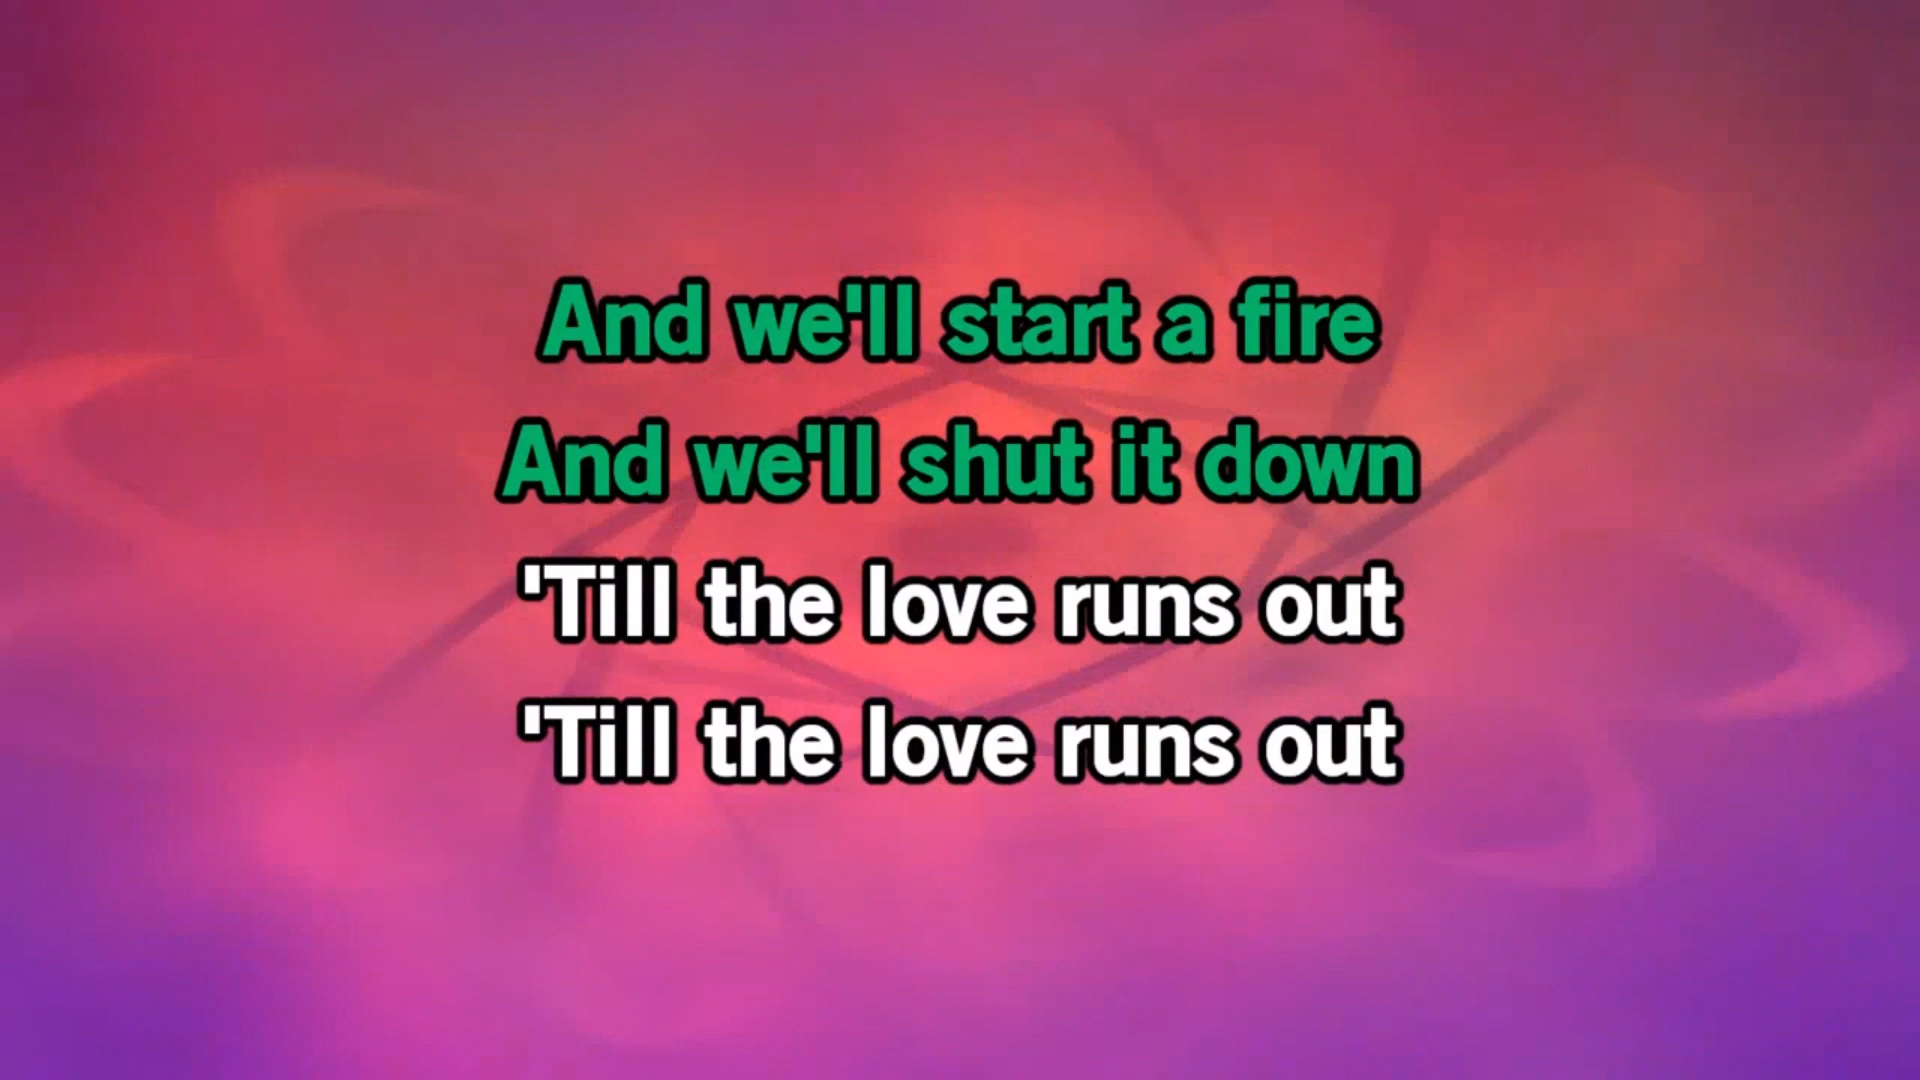 And we'll start a fire
And we'll shut it down
'Till the love runs out
'Till the love runs out